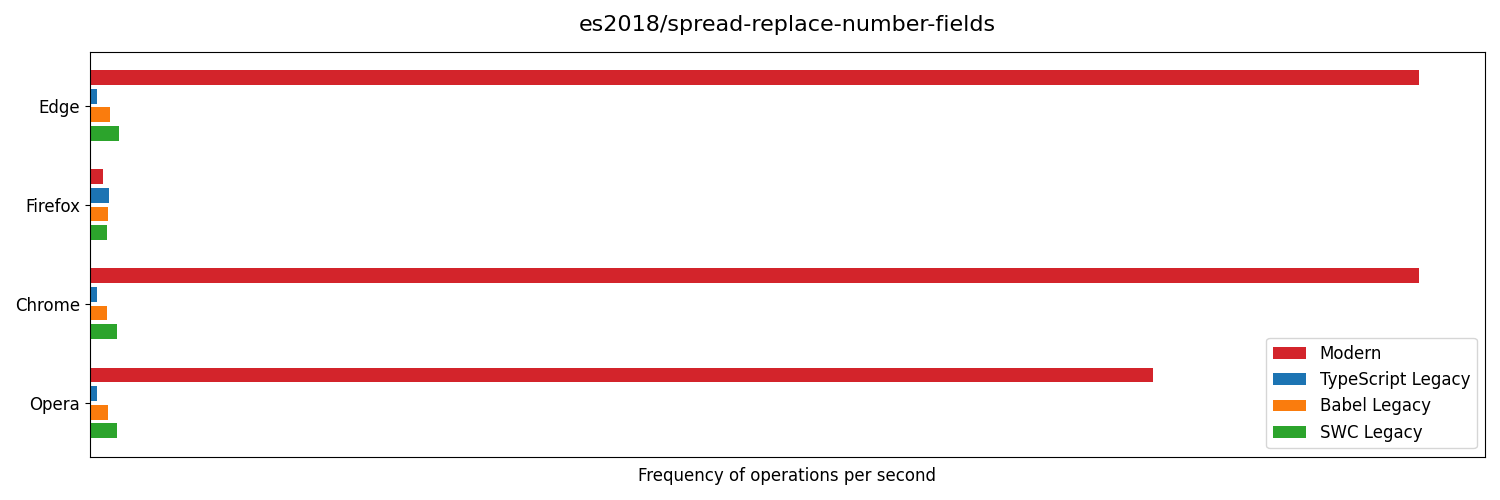 es2018/spread-replace-number-fields
Edge
Firefox
Chrome
Opera
Modern
TypeScript Legacy
Babel Legacy
SWC Legacy
Frequency of operations per second